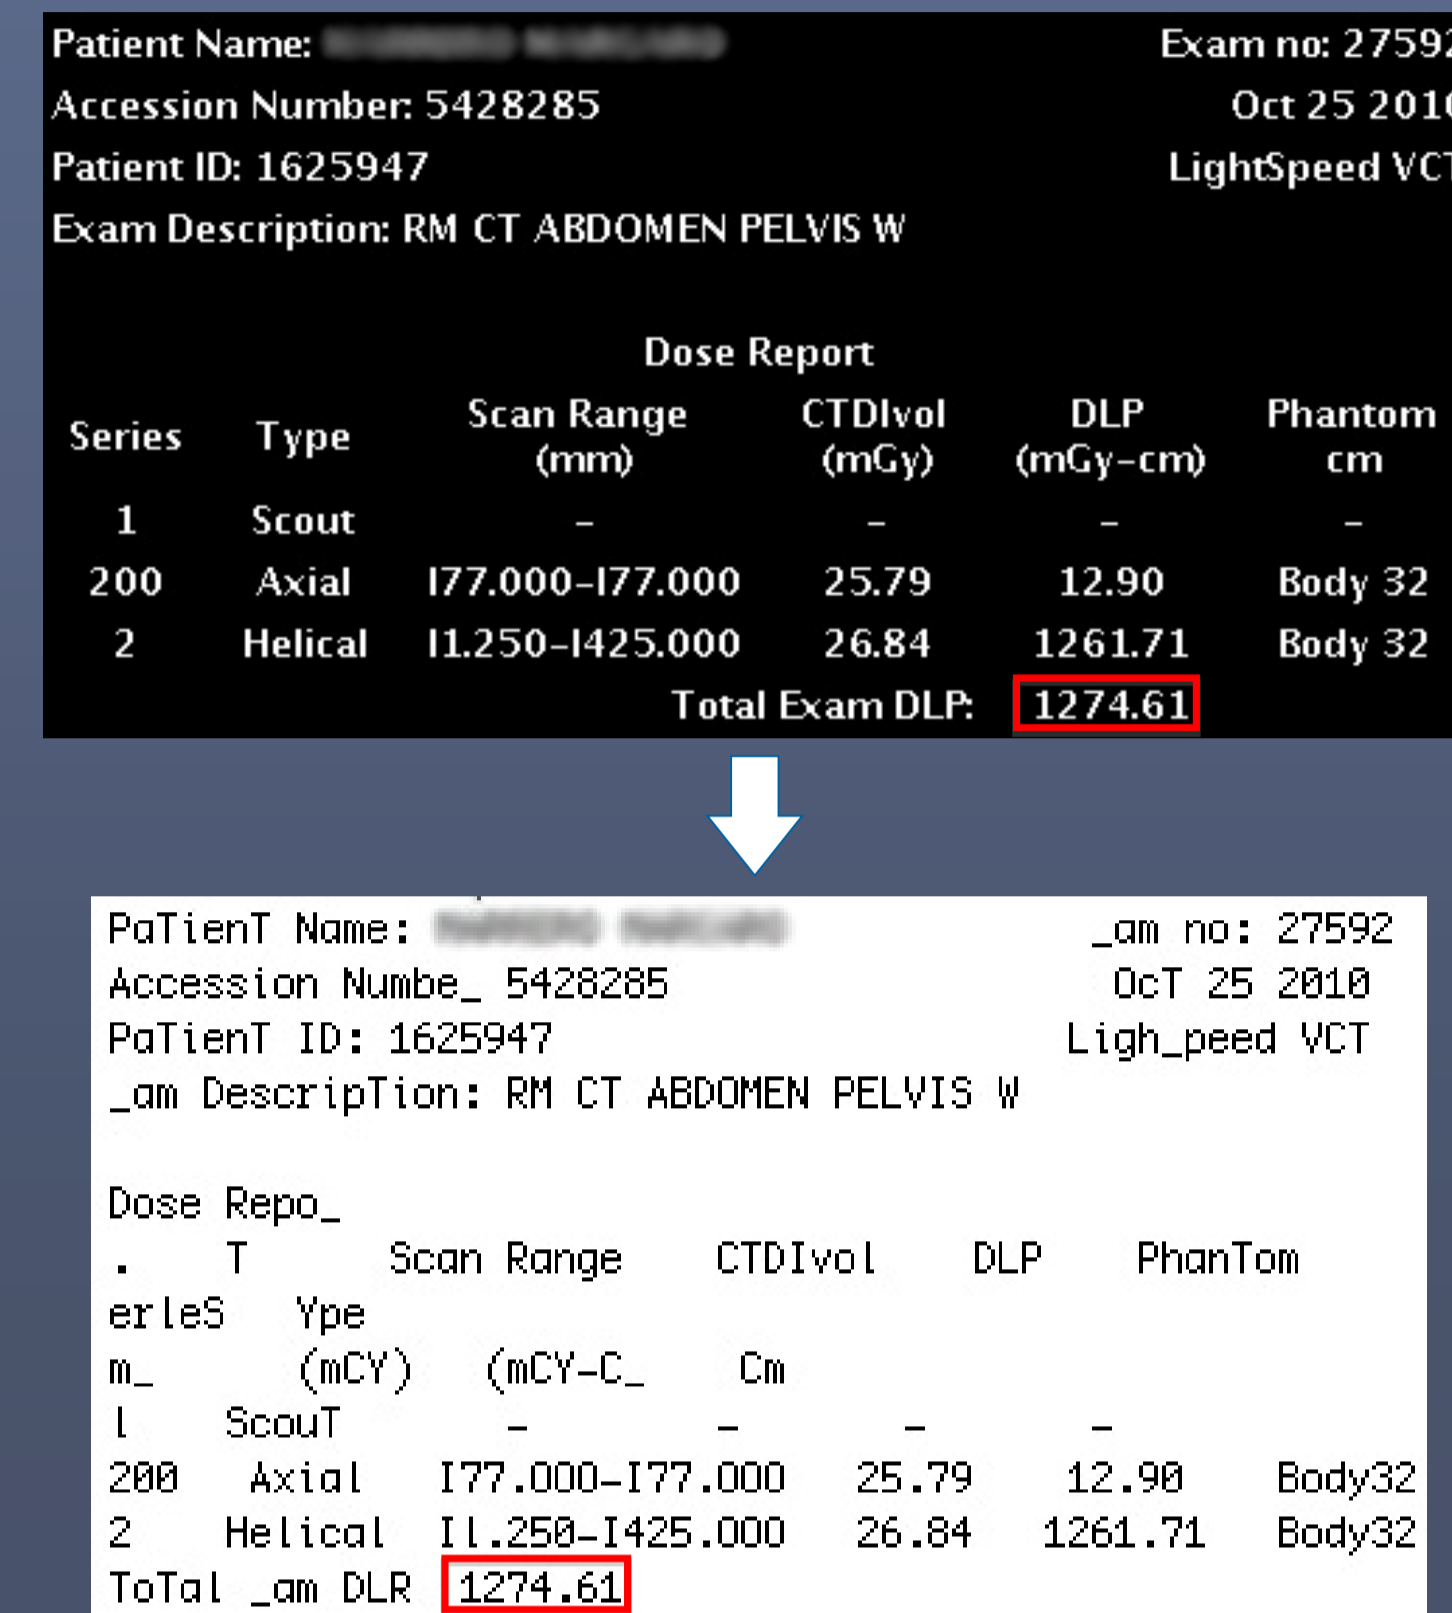 Patient Name: Exam no: 27592
Accession Number: 5428285 Oct 25 2010
Patient ID: 1625947 LightSpeed VCT
Exam Description: RM CT ABDOMEN PELVIS W
Dose Report
Series Type Scan Range (mm) CTDIvol (mGy) DLP (mGy-cm) Phantom cm
1 Scout - - - -
200 Axial I77.000-I77.000 25.79 12.90 Body 32
2 Helical I1.250-I425.000 26.84 1261.71 Body 32
Total Exam DLP: 1274.61
PaTienT Name: _am no: 27592
Accession Numbe_ 5428285 OcT 25 2010
PaTienT ID: 1625947 Ligh_peed VCT
_am DescripTion: RM CT ABDOMEN PELVIS W
Dose Repo_
. T Scan Range CTDIvol DLP PhanTom
erleS Ype
m_ (mCY) (mCY-C_ Cm
l ScouT - - - -
200 Axial I77.000-I77.000 25.79 12.90 Body32
2 Helical Il.250-I425.000 26.84 1261.71 Body32
ToTal _am DLR 1274.61